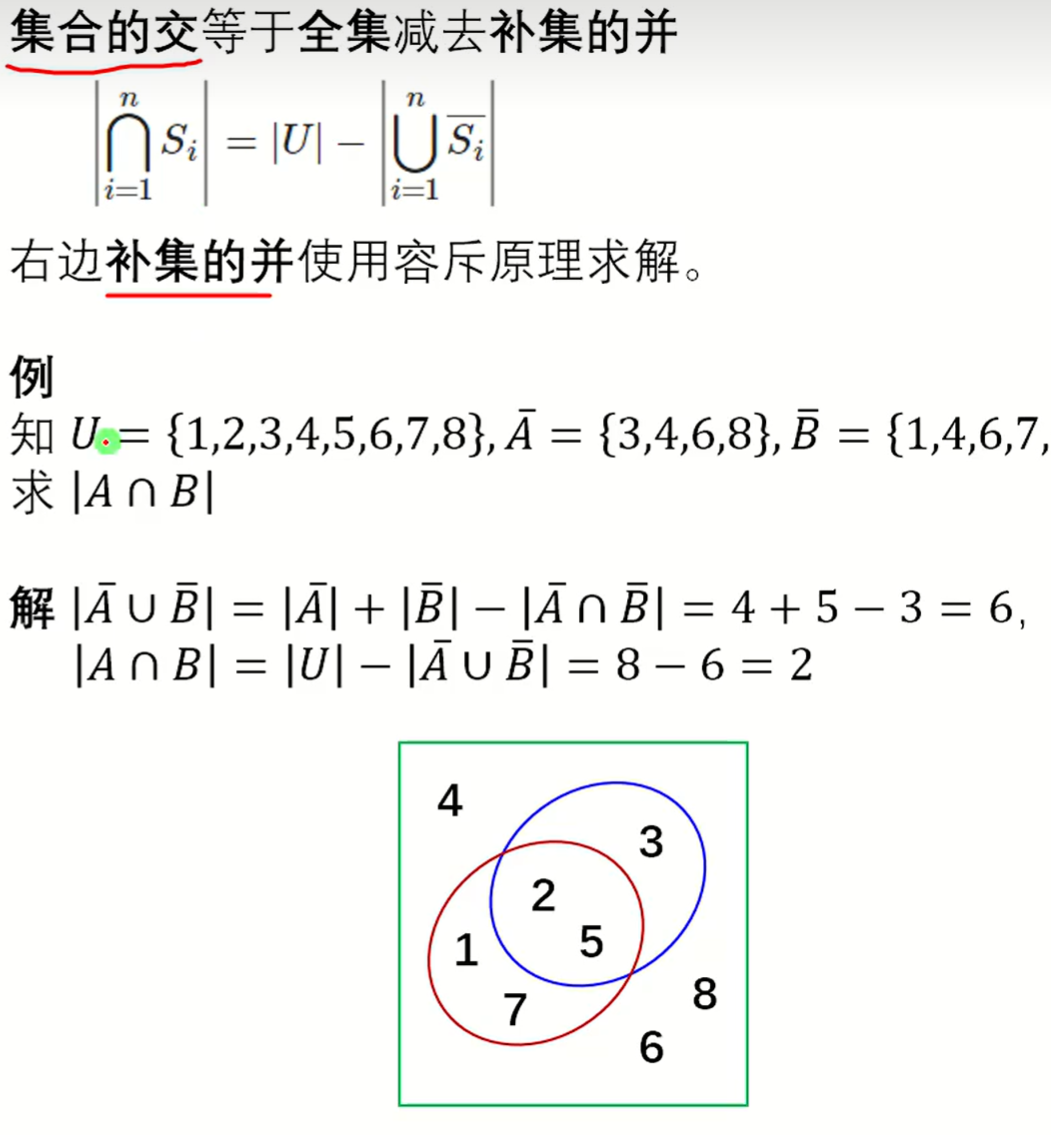 集合的交等于全集减去补集的并
|⋂_{i=1}^{n} S_i| = |U| − |⋃_{i=1}^{n} \overline{S_i}|
右边补集的并使用容斥原理求解。
例
知 U = {1,2,3,4,5,6,7,8}, Ā = {3,4,6,8}, B̄ = {1,4,6,7,
求 |A ∩ B|
解 |Ā ∪ B̄| = |Ā| + |B̄| − |Ā ∩ B̄| = 4 + 5 − 3 = 6,
|A ∩ B| = |U| − |Ā ∪ B̄| = 8 − 6 = 2
4
3
2
1
5
7
8
6